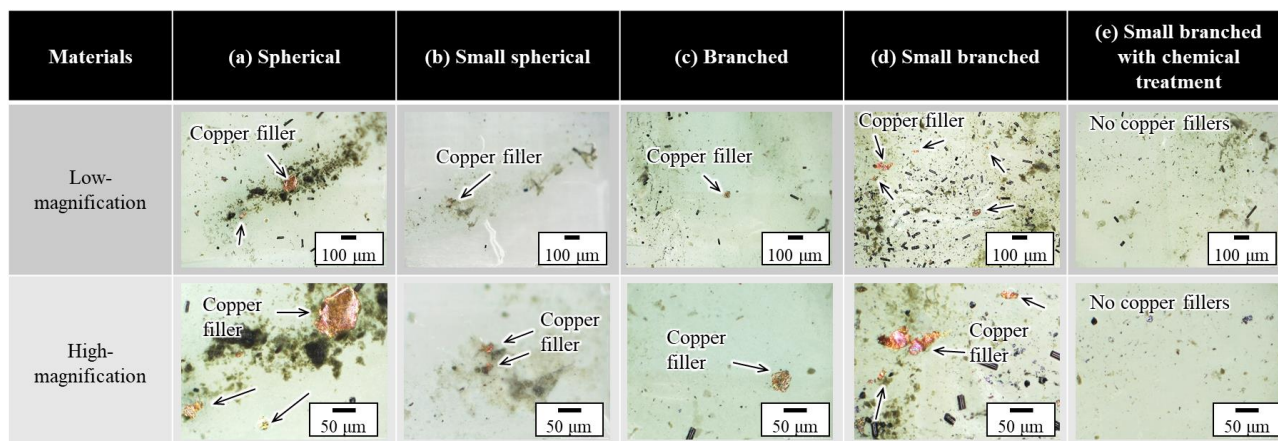 Materials
(a) Spherical
(b) Small spherical
(c) Branched
(d) Small branched
(e) Small branched
with chemical
treatment
Low-
magnification
Copper filler
100 μm
Copper filler
100 μm
Copper filler
100 μm
Copper filler
100 μm
No copper fillers
100 μm
High-
magnification
Copper
filler
50 μm
Copper
filler
50 μm
Copper
filler
50 μm
Copper
filler
50 μm
No copper fillers
50 μm